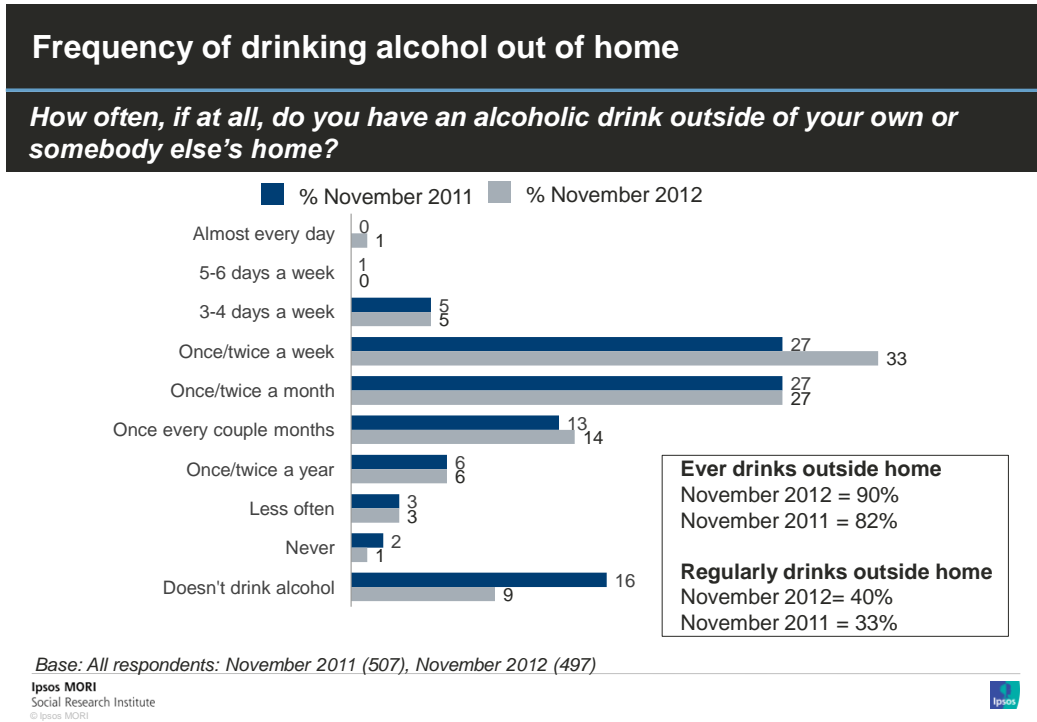 Frequency of drinking alcohol out of home
How often, if at all, do you have an alcoholic drink outside of your own or
somebody else's home?
% November 2011
% November 2012
Almost every day
0
1
5-6 days a week
1
0
3-4 days a week
5
5
Once/twice a week
27
33
Once/twice a month
27
27
Once every couple months
13
14
Once/twice a year
6
6
Less often
3
3
Never
2
1
Doesn't drink alcohol
16
9
Ever drinks outside home
November 2012 = 90%
November 2011 = 82%
Regularly drinks outside home
November 2012= 40%
November 2011 = 33%
Base: All respondents: November 2011 (507), November 2012 (497)
Ipsos MORI
Social Research Institute
© Ipsos MORI
Ipsos